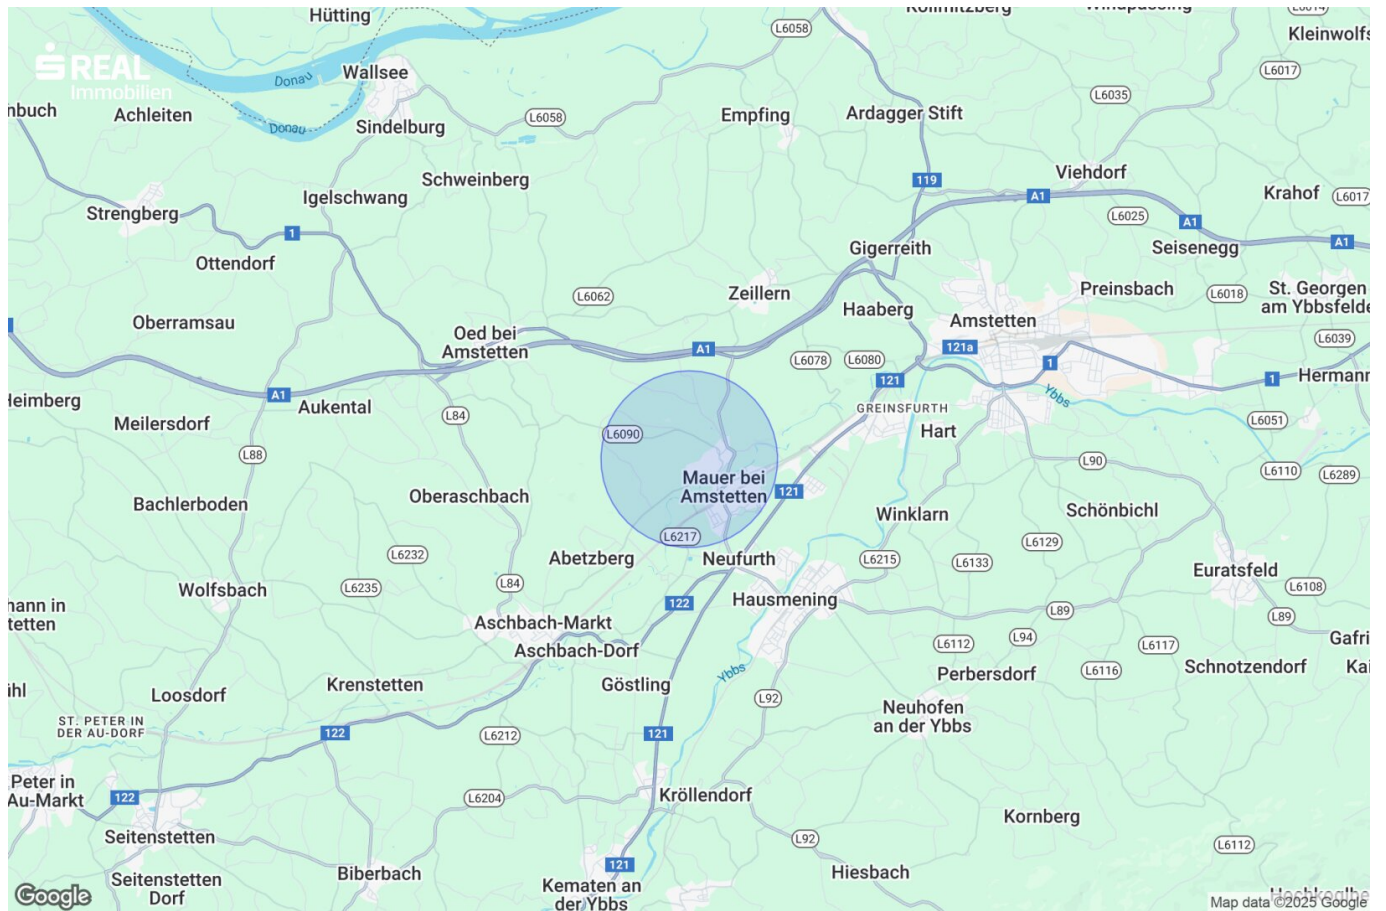 Hütting
L6058
Kollmitzberg
Windpassing
L6014
Kleinwolfs
REAL
Immobilien
Donau
Wallsee
L6017
nbuch
Achleiten
L6058
Empfing
Ardagger Stift
L6035
Donau
Sindelburg
Viehdorf
Schweinberg
119
A1
Krahof
L6017
Igelschwang
Strengberg
L6025
A1
1
Gigerreith
Seisenegg
A1
Ottendorf
Preinsbach
St. Georgen
am Ybbsfelde
L6062
Zeillern
L6018
Haaberg
Oberramsau
Oed bei
Amstetten
Amstetten
L6039
A1
L6078
L6080
121a
1
121
1
Hermann
Heimberg
A1
Aukental
L84
GREINSFURTH
Ybbs
Meilersdorf
L6090
Hart
L6051
L88
L90
L6110
L6289
Mauer bei
Amstetten
121
Oberaschbach
Bachlerboden
Winklarn
Schönbichl
L6217
L6232
Abetzberg
Neufurth
L6215
L6129
L6133
Euratsfeld
Wolfsbach
L6235
L84
122
Hausmening
L6108
L89
L89
hann in
tetten
Aschbach-Markt
Aschbach-Dorf
L6112
L94
L6117
Gafri
Perbersdorf
L6116
Schnotzendorf
Kai
Ybbs
ihl
Loosdorf
Krenstetten
Göstling
L92
Neuhofen
an der Ybbs
ST. PETER IN
DER AU-DORF
122
L6212
121
Peter in
Au-Markt
122
L6204
Kröllendorf
Kornberg
Seitenstetten
L92
L6112
121
Biberbach
Hiesbach
Seitenstetten
Dorf
Kematen an
der Ybbs
Google
Hochkogelbe
Map data ©2025 Google